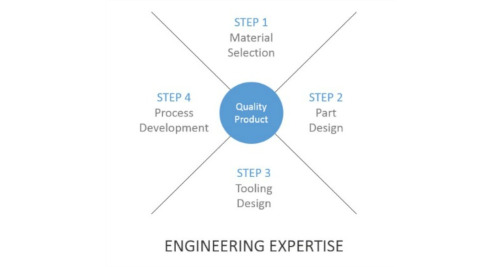 STEP 1
Material
Selection
STEP 4
Process
Development
Quality
Product
STEP 2
Part
Design
STEP 3
Tooling
Design
ENGINEERING EXPERTISE